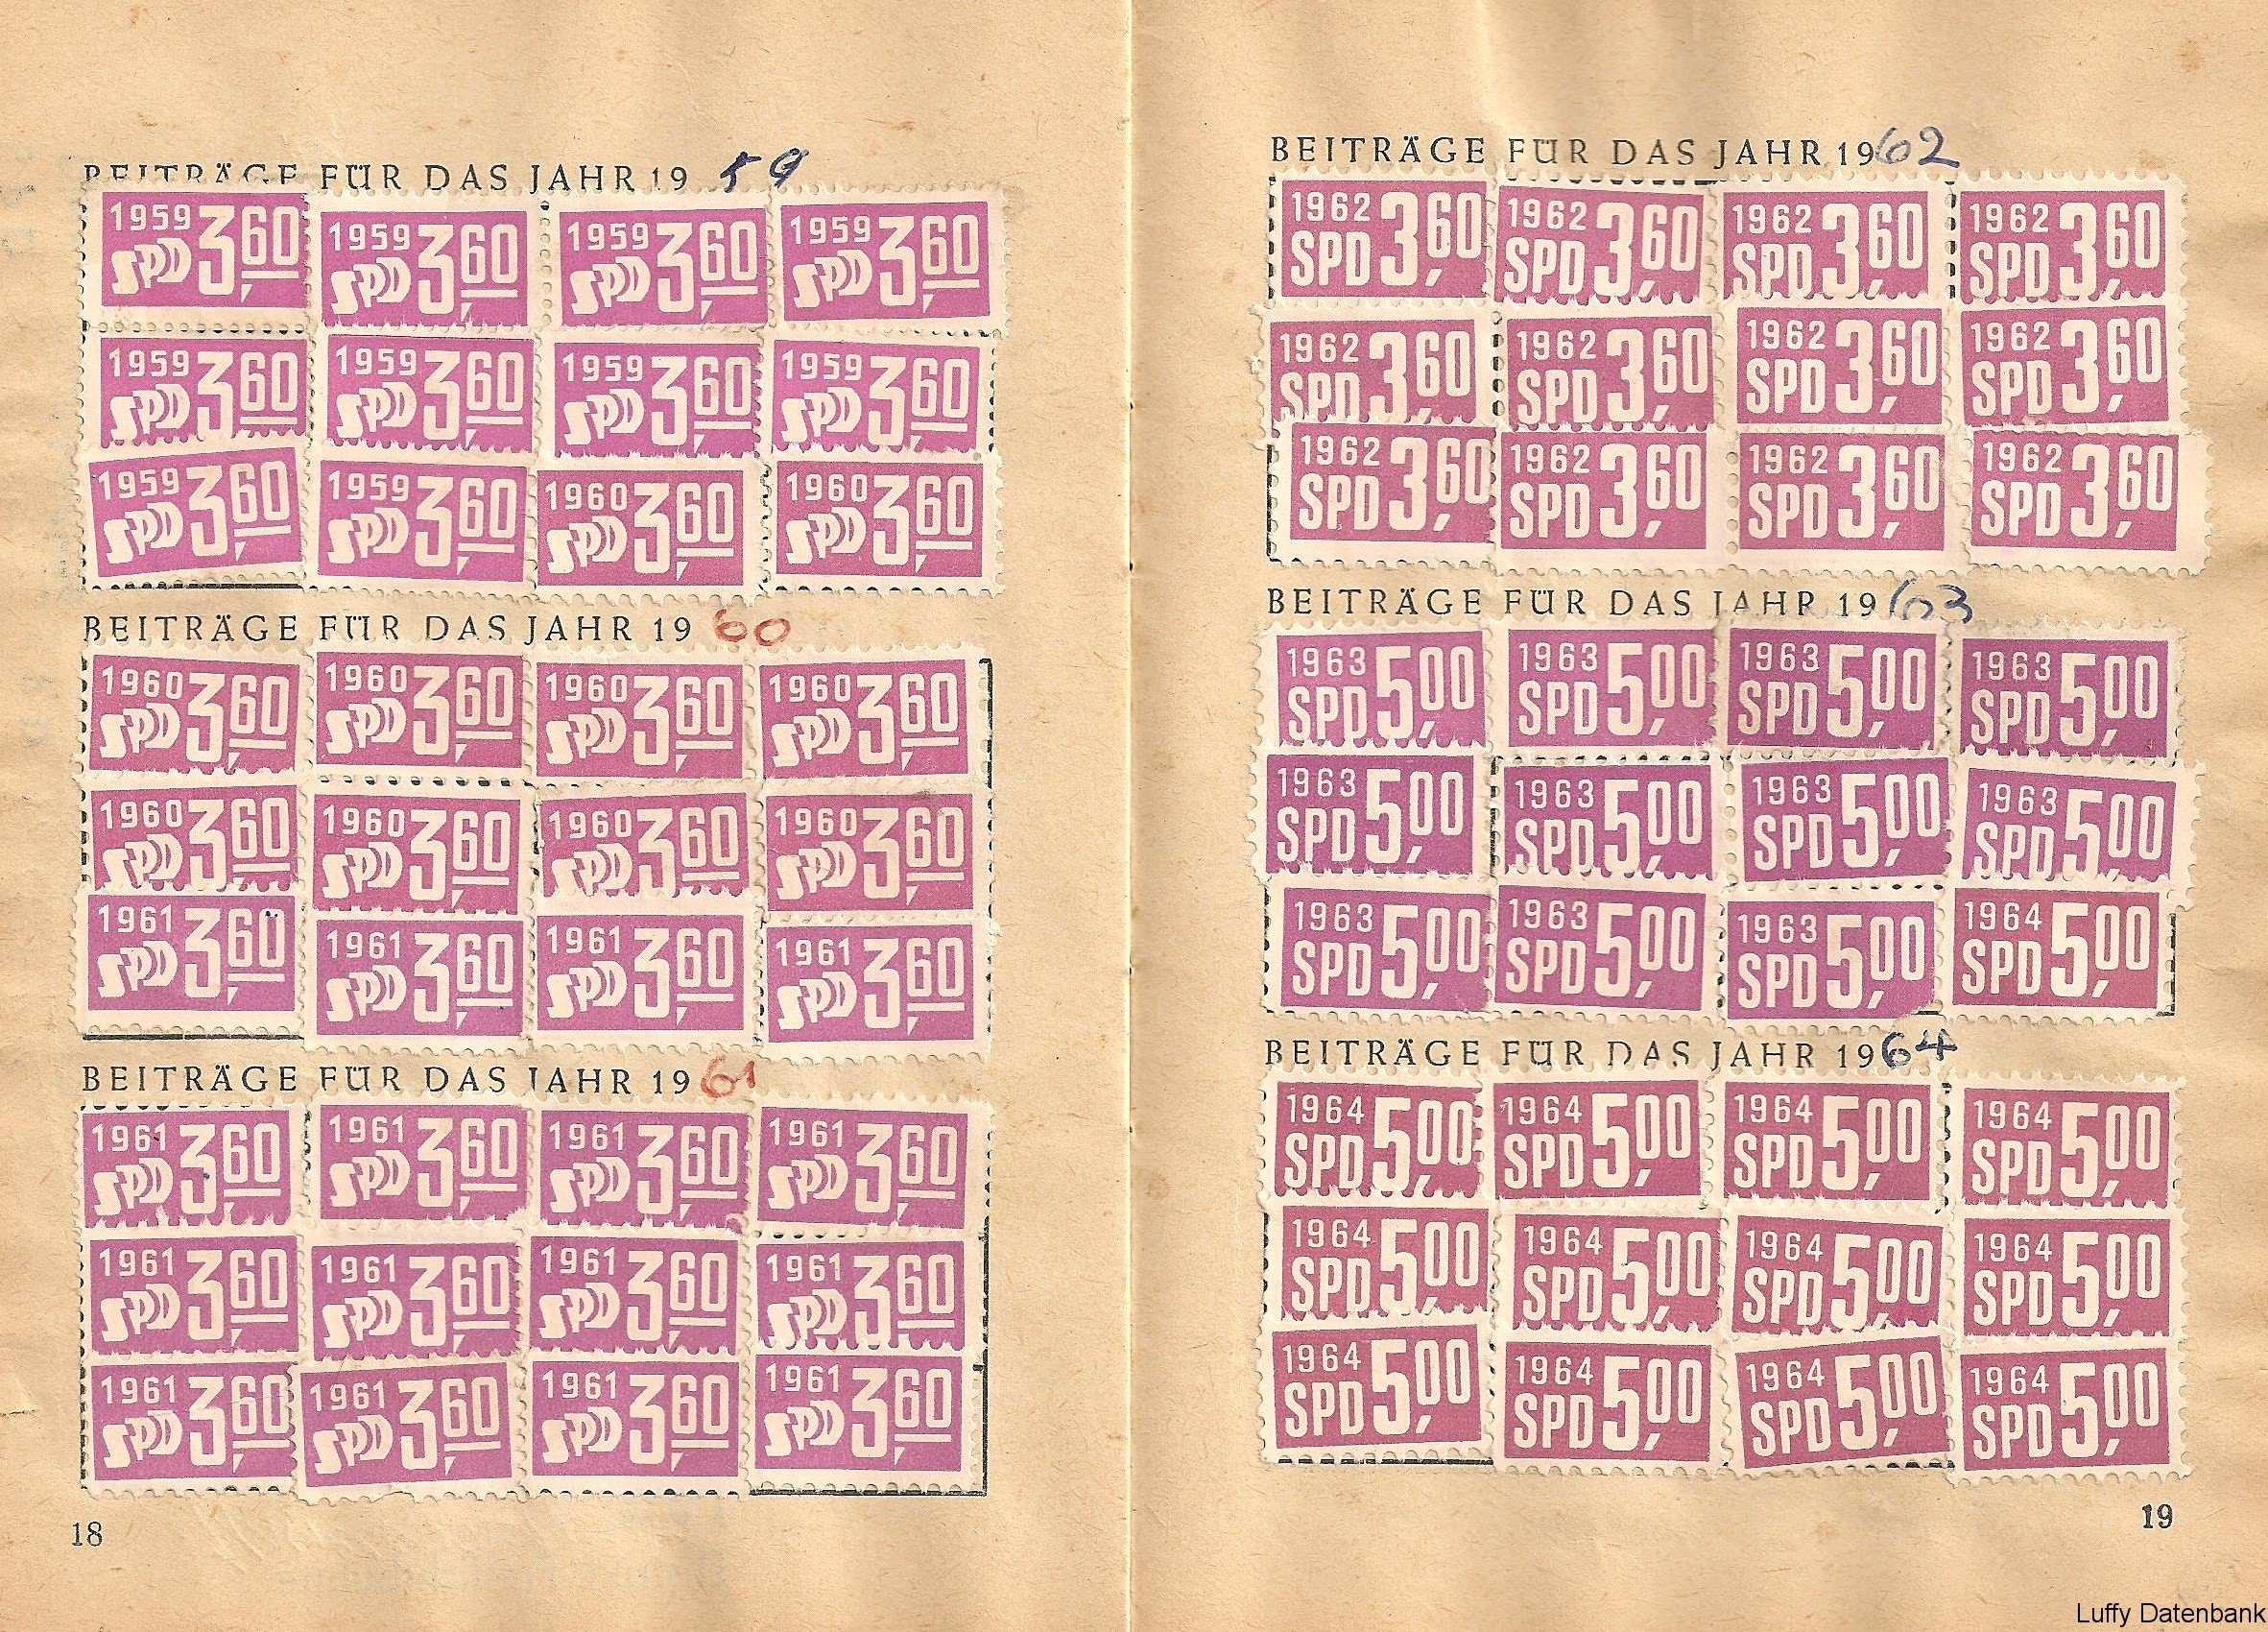 BEITRÄGE FÜR DAS JAHR 19 59
1959 SPD 3,60 1959 SPD 3,60 1959 SPD 3,60 1959 SPD 3,60
1959 SPD 3,60 1959 SPD 3,60 1959 SPD 3,60 1959 SPD 3,60
1959 SPD 3,60 1959 SPD 3,60 1960 SPD 3,60 1960 SPD 3,60
BEITRÄGE FÜR DAS JAHR 19 60
1960 SPD 3,60 1960 SPD 3,60 1960 SPD 3,60 1960 SPD 3,60
1960 SPD 3,60 1960 SPD 3,60 1960 SPD 3,60 1960 SPD 3,60
1961 SPD 3,60 1961 SPD 3,60 1961 SPD 3,60 1961 SPD 3,60
BEITRÄGE FÜR DAS JAHR 19 61
1961 SPD 3,60 1961 SPD 3,60 1961 SPD 3,60 1961 SPD 3,60
1961 SPD 3,60 1961 SPD 3,60 1961 SPD 3,60 1961 SPD 3,60
1961 SPD 3,60 1961 SPD 3,60 1961 SPD 3,60 1961 SPD 3,60
18
BEITRÄGE FÜR DAS JAHR 19 62
1962 SPD 3,60 1962 SPD 3,60 1962 SPD 3,60 1962 SPD 3,60
1962 SPD 3,60 1962 SPD 3,60 1962 SPD 3,60 1962 SPD 3,60
1962 SPD 3,60 1962 SPD 3,60 1962 SPD 3,60 1962 SPD 3,60
BEITRÄGE FÜR DAS JAHR 19 63
1963 SPD 5,00 1963 SPD 5,00 1963 SPD 5,00 1963 SPD 5,00
1963 SPD 5,00 1963 SPD 5,00 1963 SPD 5,00 1963 SPD 5,00
1963 SPD 5,00 1963 SPD 5,00 1963 SPD 5,00 1964 SPD 5,00
BEITRÄGE FÜR DAS JAHR 19 64
1964 SPD 5,00 1964 SPD 5,00 1964 SPD 5,00 1964 SPD 5,00
1964 SPD 5,00 1964 SPD 5,00 1964 SPD 5,00 1964 SPD 5,00
1964 SPD 5,00 1964 SPD 5,00 1964 SPD 5,00 1964 SPD 5,00
19
Luffy Datenbank